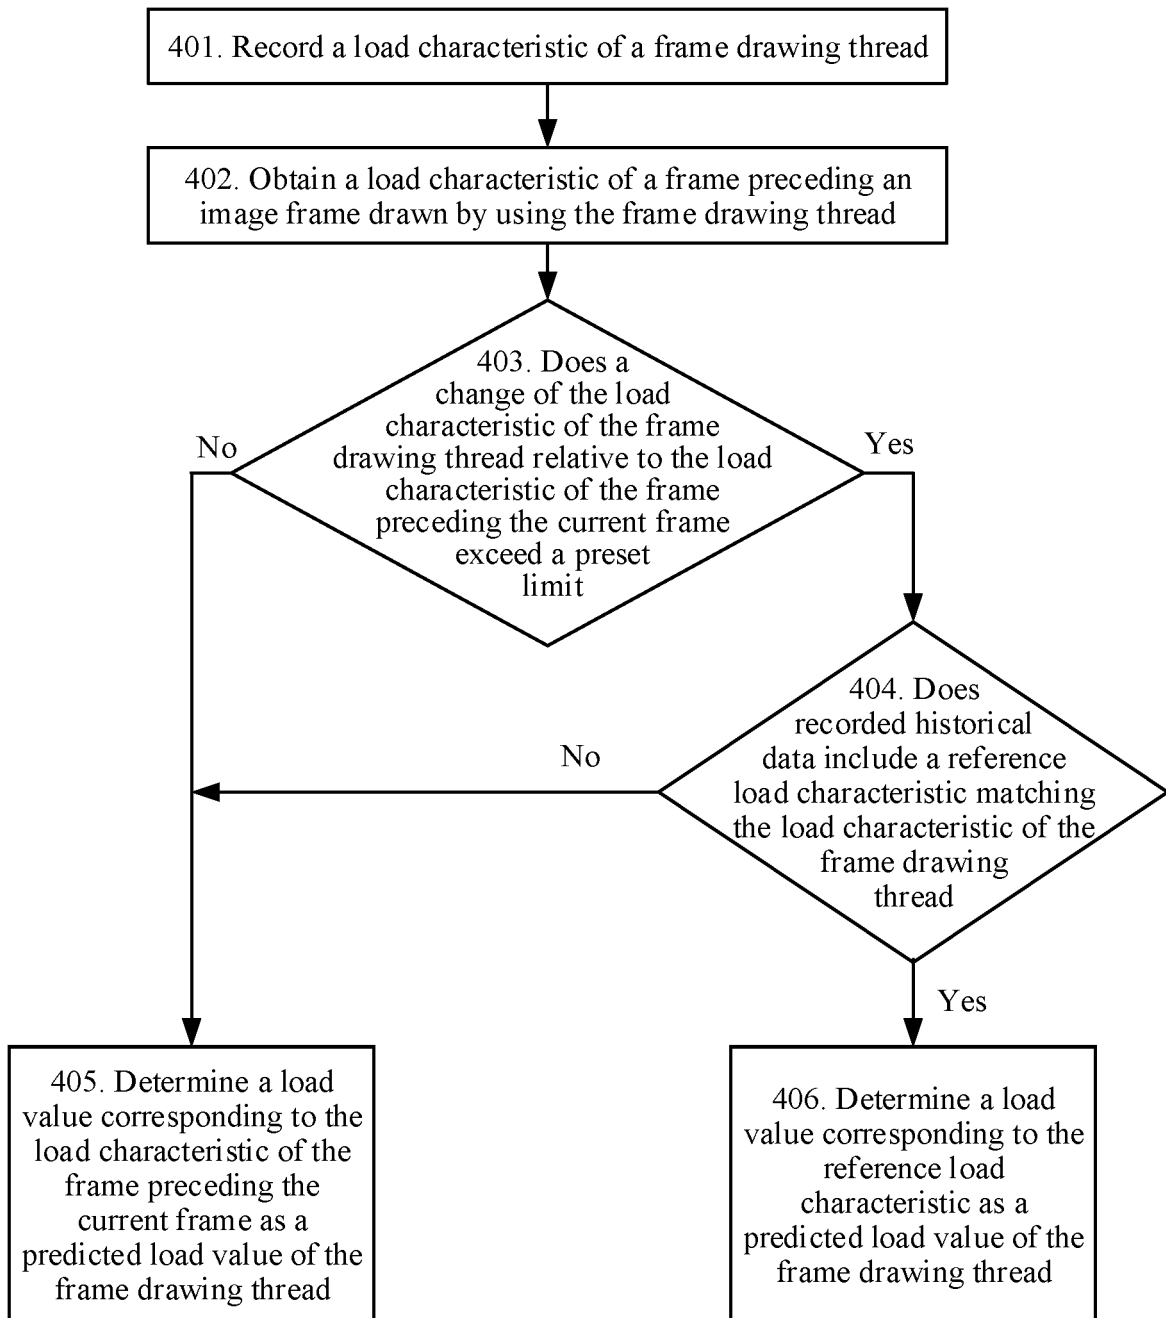 401. Record a load characteristic of a frame drawing thread
402. Obtain a load characteristic of a frame preceding an
image frame drawn by using the frame drawing thread
403. Does a
change of the load
characteristic of the frame
drawing thread relative to the load
characteristic of the frame
preceding the current frame
exceed a preset
limit
No
Yes
404. Does
recorded historical
data include a reference
load characteristic matching
the load characteristic of the
frame drawing
thread
No
Yes
405. Determine a load
value corresponding to the
load characteristic of the
frame preceding the
current frame as a
predicted load value of the
frame drawing thread
406. Determine a load
value corresponding to the
reference load
characteristic as a
predicted load value of the
frame drawing thread